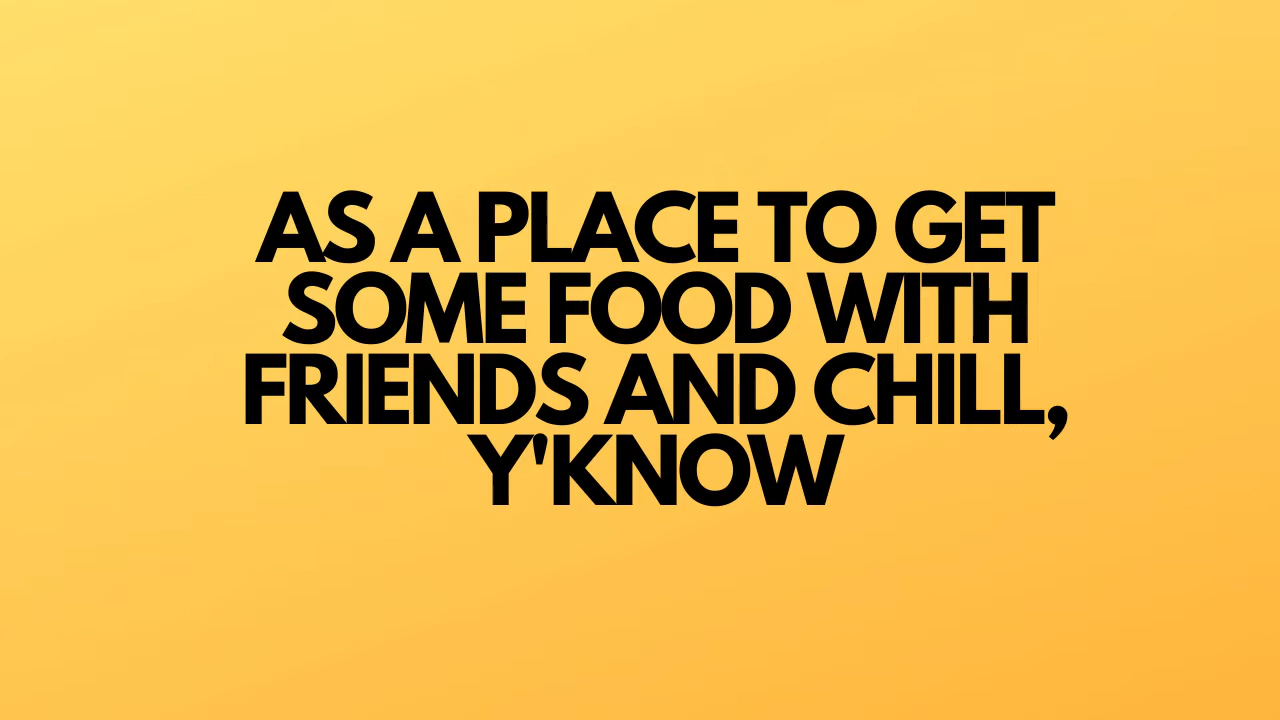 AS A PLACE TO GET
SOME FOOD WITH
FRIENDS AND CHILL,
Y'KNOW